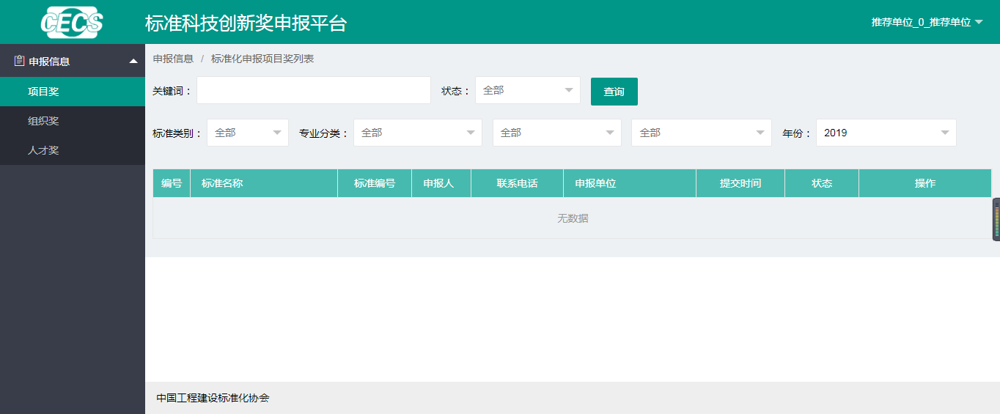 CECS 标准科技创新奖申报平台 推荐单位_0_推荐单位
申报信息
项目奖
组织奖
人才奖
申报信息 / 标准化申报项目奖列表
关键词： 状态： 全部 查询
标准类别： 全部 专业分类： 全部 全部 全部 年份： 2019
编号 标准名称 标准编号 申报人 联系电话 申报单位 提交时间 状态 操作
无数据
中国工程建设标准化协会